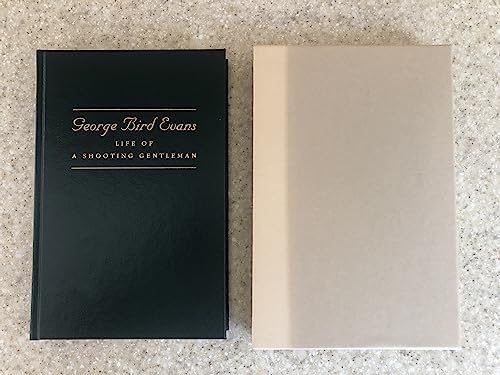 George Bird Evans
LIFE OF
A SHOOTING GENTLEMAN